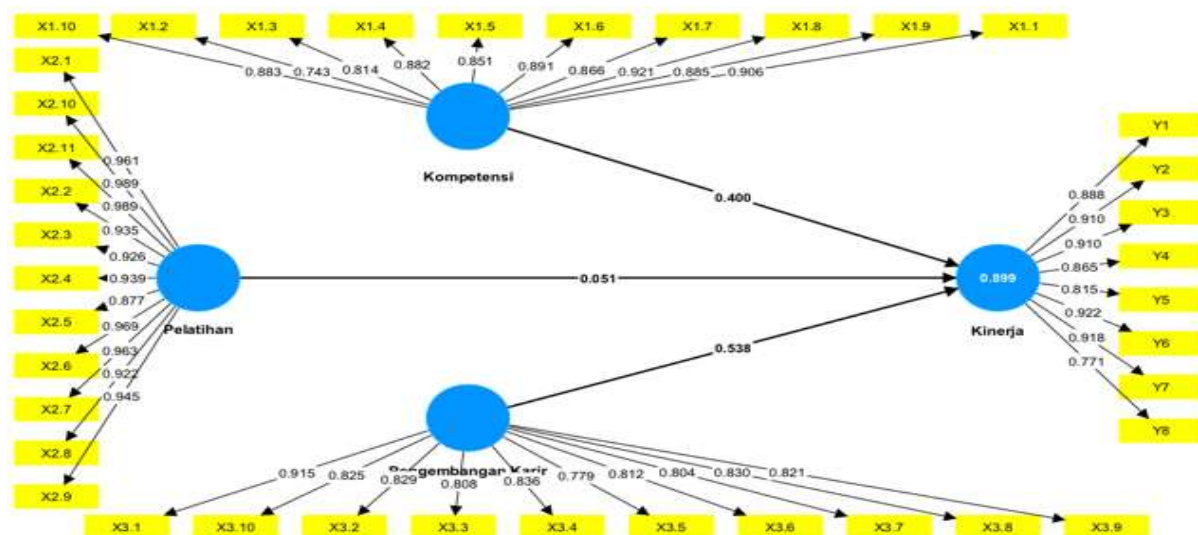 X1.10 X1.2 X1.3 X1.4 X1.5 X1.6 X1.7 X1.8 X1.9 X1.1
0.883 0.743 0.814 0.882 0.851 0.891 0.866 0.921 0.885 0.906
Kompetensi
X2.1
X2.10
X2.11
X2.2
X2.3
X2.4
X2.5
X2.6
X2.7
X2.8
X2.9
0.961
0.989
0.989
0.935
0.926
0.939
0.877
0.969
0.963
0.922
0.945
Pelatihan
0.400
0.051
0.538
0.899
Kinerja
0.888
0.910
0.910
0.865
0.815
0.922
0.918
0.771
Y1
Y2
Y3
Y4
Y5
Y6
Y7
Y8
Pengembangan Karir
0.915 0.825 0.829 0.808 0.836 0.779 0.812 0.804 0.830 0.821
X3.1 X3.10 X3.2 X3.3 X3.4 X3.5 X3.6 X3.7 X3.8 X3.9